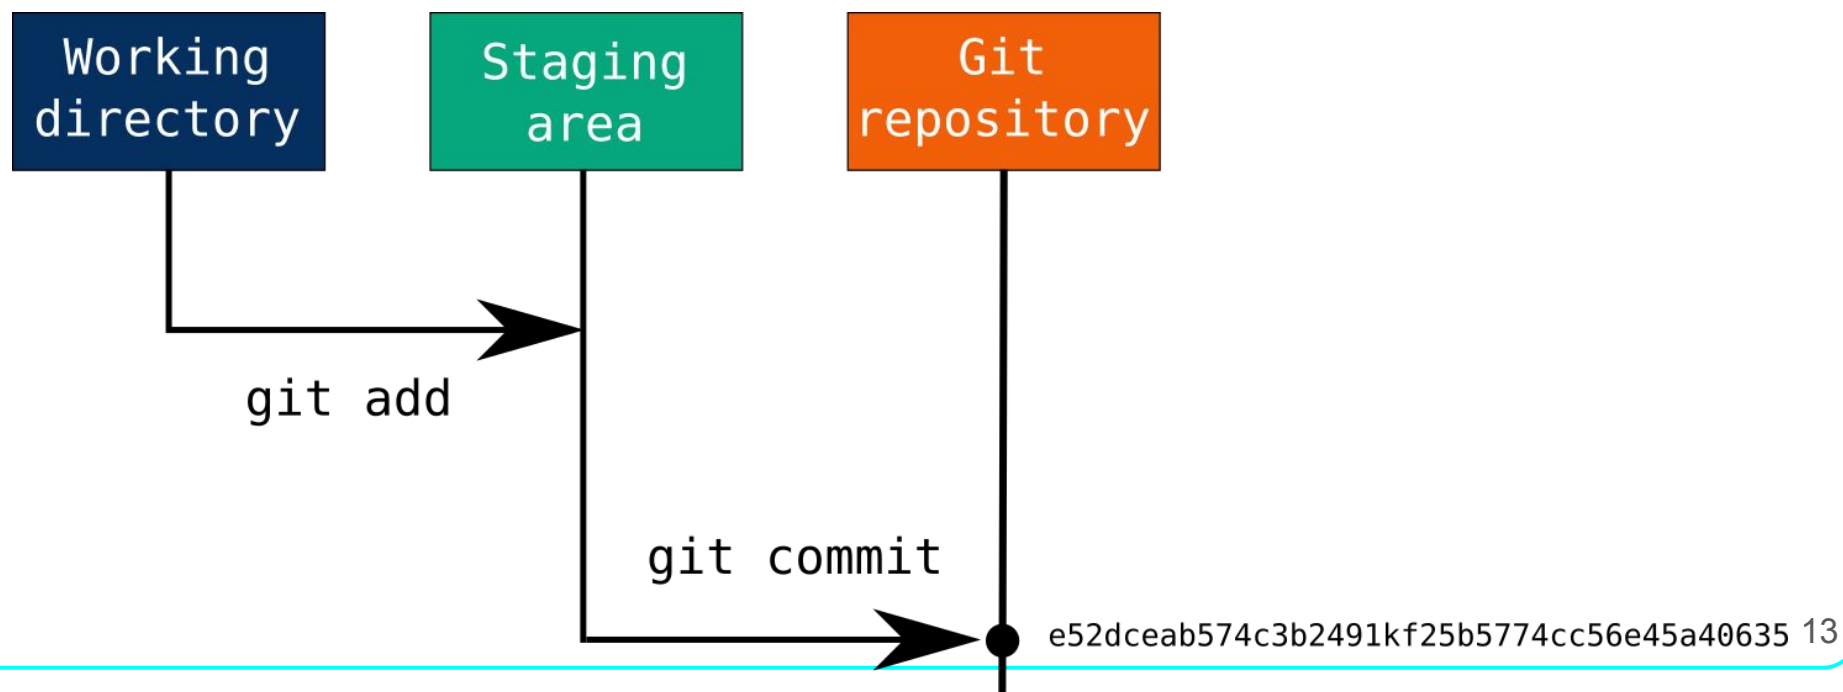 Working
directory
Staging
area
Git
repository
git add
git commit
e52dceab574c3b2491kf25b5774cc56e45a40635
13